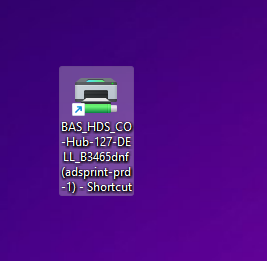 BAS_HDS_CO
-Hub-127-DE
LL_B3465dnf
(adsprint-prd
-1) - Shortcut